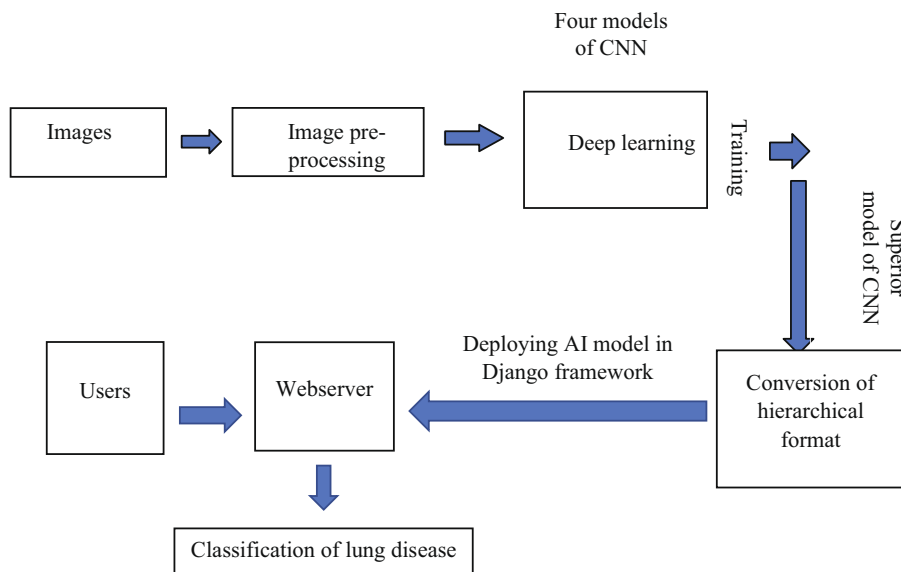 Four models
of CNN
Images
Image pre-
processing
Deep learning
Training
Superior
model of CNN
Users
Webserver
Deploying AI model in
Django framework
Conversion of
hierarchical
format
Classification of lung disease